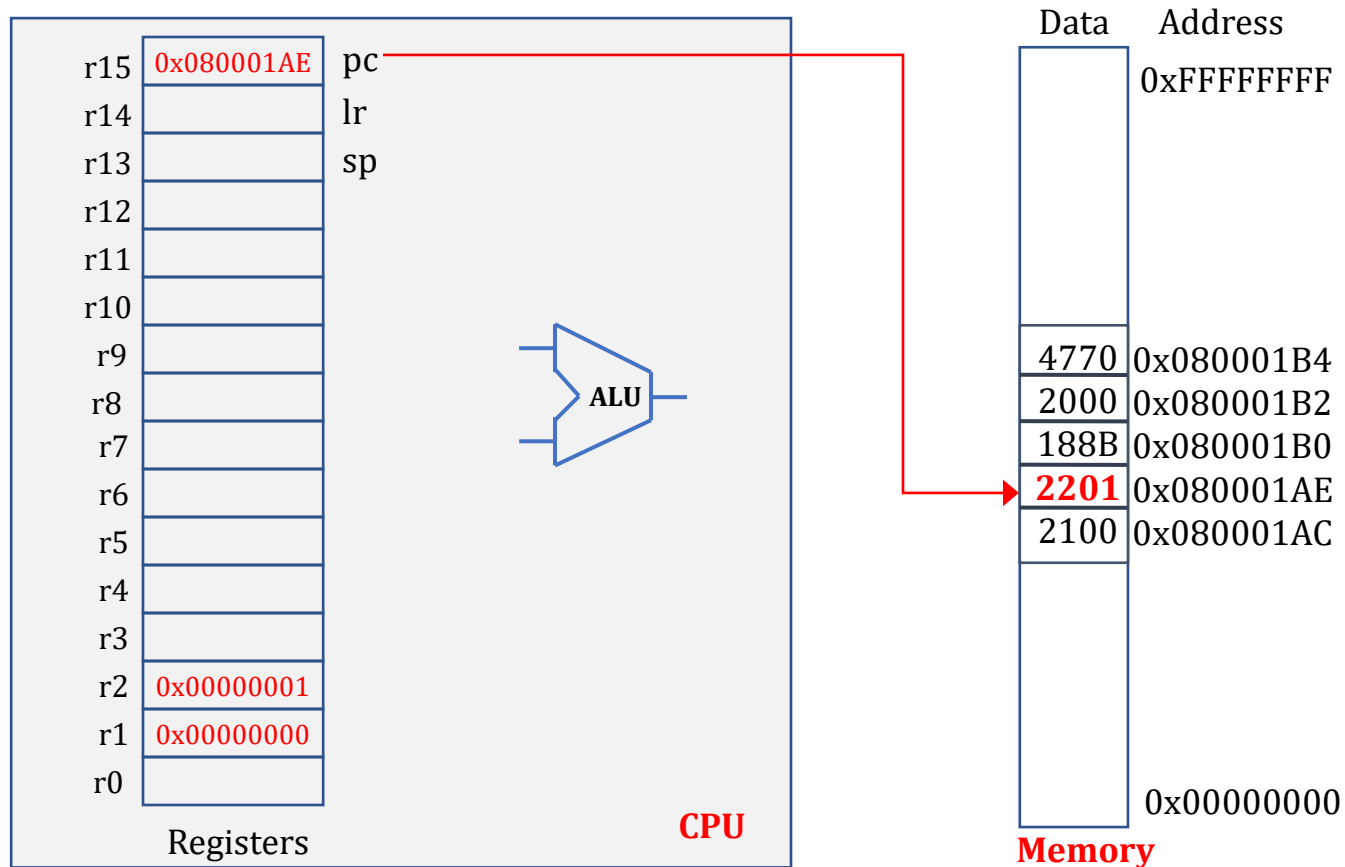 Data Address
r15 0x080001AE pc
0xFFFFFFFF
r14 lr
r13 sp
r12
r11
r10
r9
4770 0x080001B4
r8
ALU
2000 0x080001B2
r7
188B 0x080001B0
r6
2201 0x080001AE
r5
2100 0x080001AC
r4
r3
r2 0x00000001
r1 0x00000000
r0
0x00000000
Registers
CPU
Memory